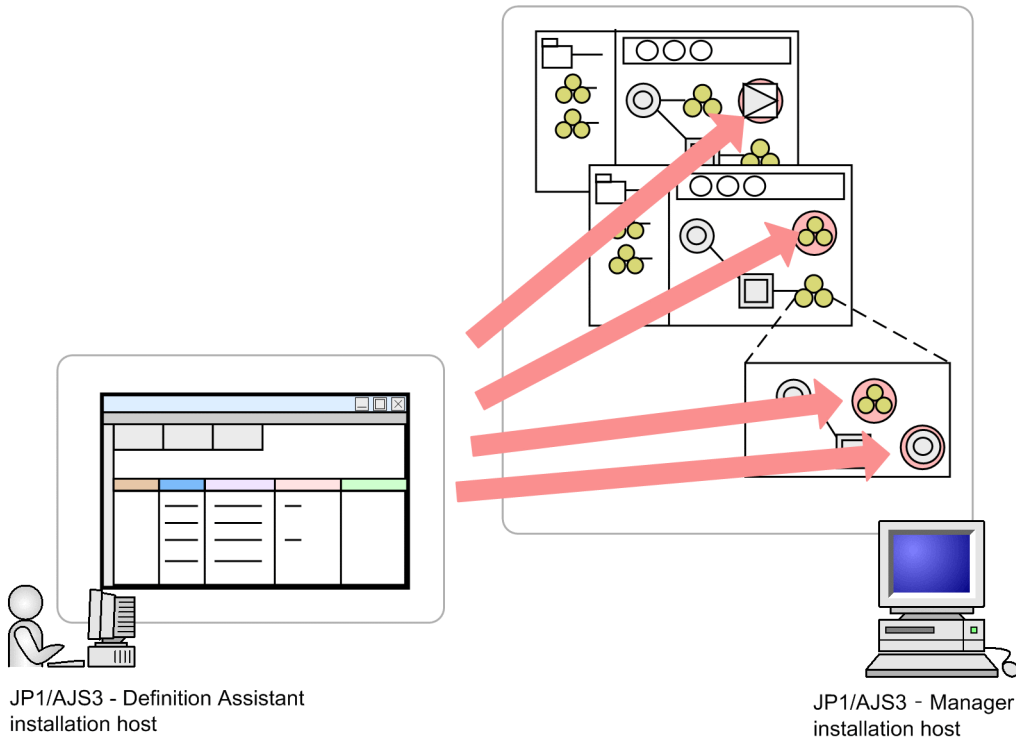 JP1/AJS3 - Definition Assistant
installation host
JP1/AJS3 - Manager
installation host